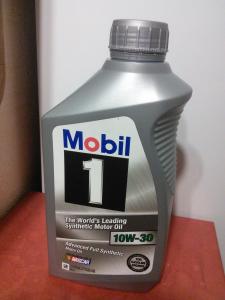 Mobil
1
The World's Leading
Synthetic Motor Oil
10W-30
Advanced Full Synthetic
Motor Oil
NASCAR